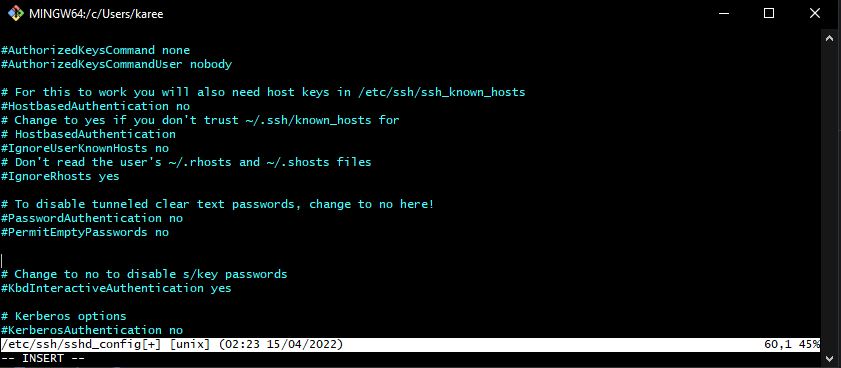 MINGW64:/c/Users/karee
#AuthorizedKeysCommand none
#AuthorizedKeysCommandUser nobody
# For this to work you will also need host keys in /etc/ssh/ssh_known_hosts
#HostbasedAuthentication no
# Change to yes if you don't trust ~/.ssh/known_hosts for
# HostbasedAuthentication
#IgnoreUserKnownHosts no
# Don't read the user's ~/.rhosts and ~/.shosts files
#IgnoreRhosts yes
# To disable tunneled clear text passwords, change to no here!
#PasswordAuthentication no
#PermitEmptyPasswords no
# Change to no to disable s/key passwords
#KbdInteractiveAuthentication yes
# Kerberos options
#KerberosAuthentication no
/etc/ssh/sshd_config[+] [unix] (02:23 15/04/2022) 60,1 45%
-- INSERT --